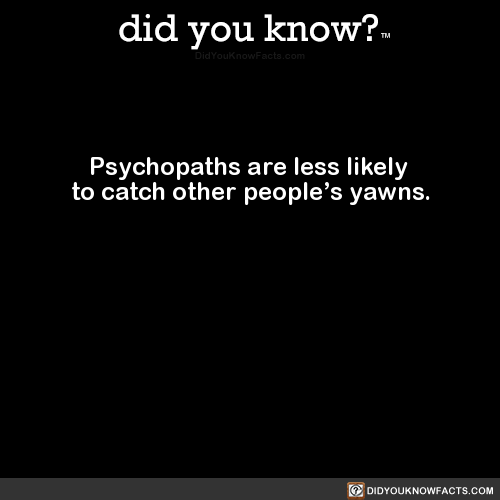 did you know?™
DidYouKnowFacts.com
Psychopaths are less likely
to catch other people's yawns.
DIDYOUKNOWFACTS.COM